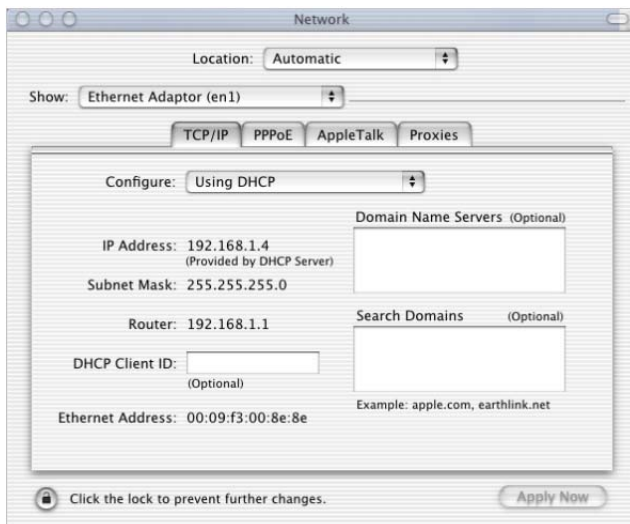 Network
Location: Automatic
Show: Ethernet Adaptor (en1)
TCP/IP PPPoE AppleTalk Proxies
Configure: Using DHCP
Domain Name Servers (Optional)
IP Address: 192.168.1.4
(Provided by DHCP Server)
Subnet Mask: 255.255.255.0
Router: 192.168.1.1
Search Domains (Optional)
DHCP Client ID:
(Optional)
Example: apple.com, earthlink.net
Ethernet Address: 00:09:f3:00:8e:8e
Click the lock to prevent further changes.
Apply Now